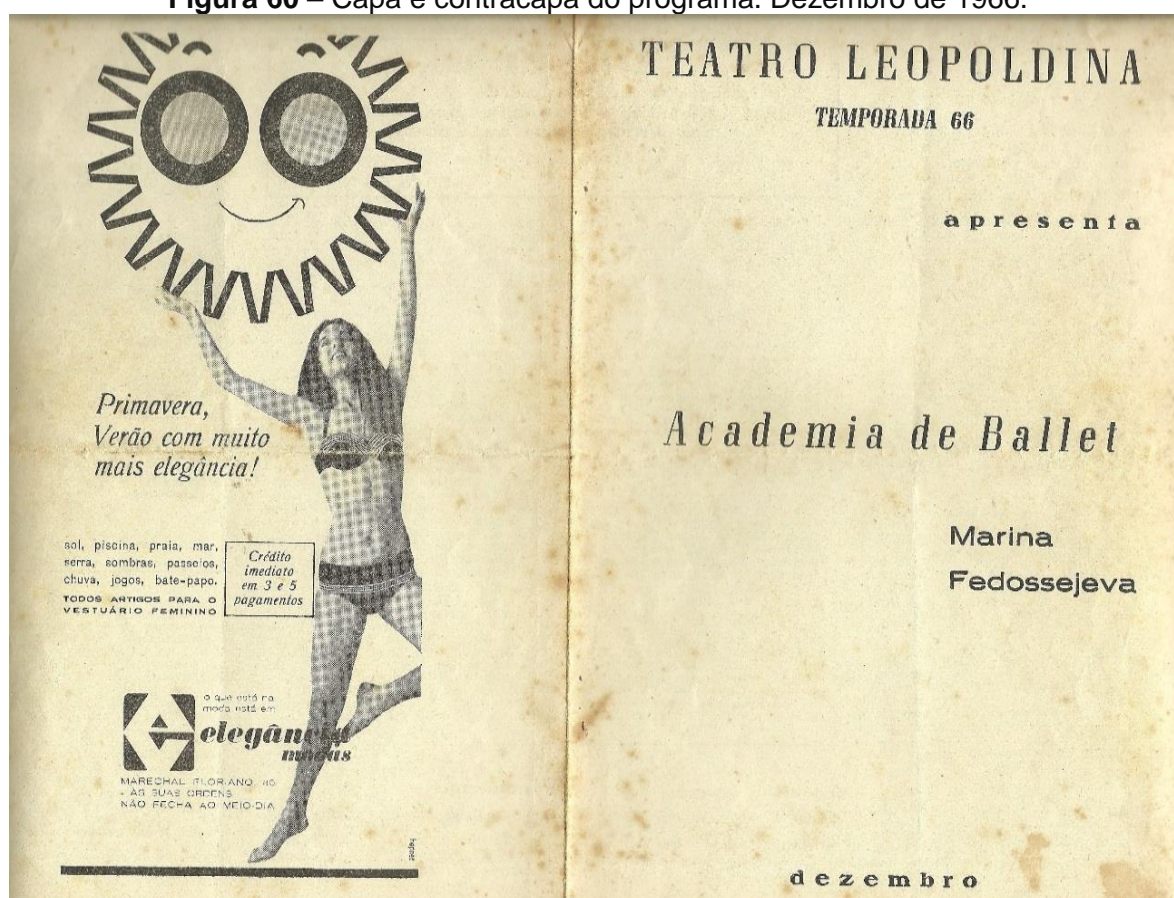 Figura 60 – Capa e contracapa do programa. Dezembro de 1966.
Primavera,
Verão com muito
mais elegância!
sol, piscina, praia, mar,
serra, sombras, passeios,
chuva, jogos, bate-papo.
TODOS ARTIGOS PARA O
VESTUÁRIO FEMININO
Crédito
imediato
em 3 e 5
pagamentos
o que está na
moda está em
elegância
modas
MARECHAL FLORIANO,
- ÀS SUAS ORDENS
NÃO FECHA AO MEIO-DIA
TEATRO LEOPOLDINA
TEMPORADA 66
apresenta
Academia de Ballet
Marina
Fedossejeva
dezembro